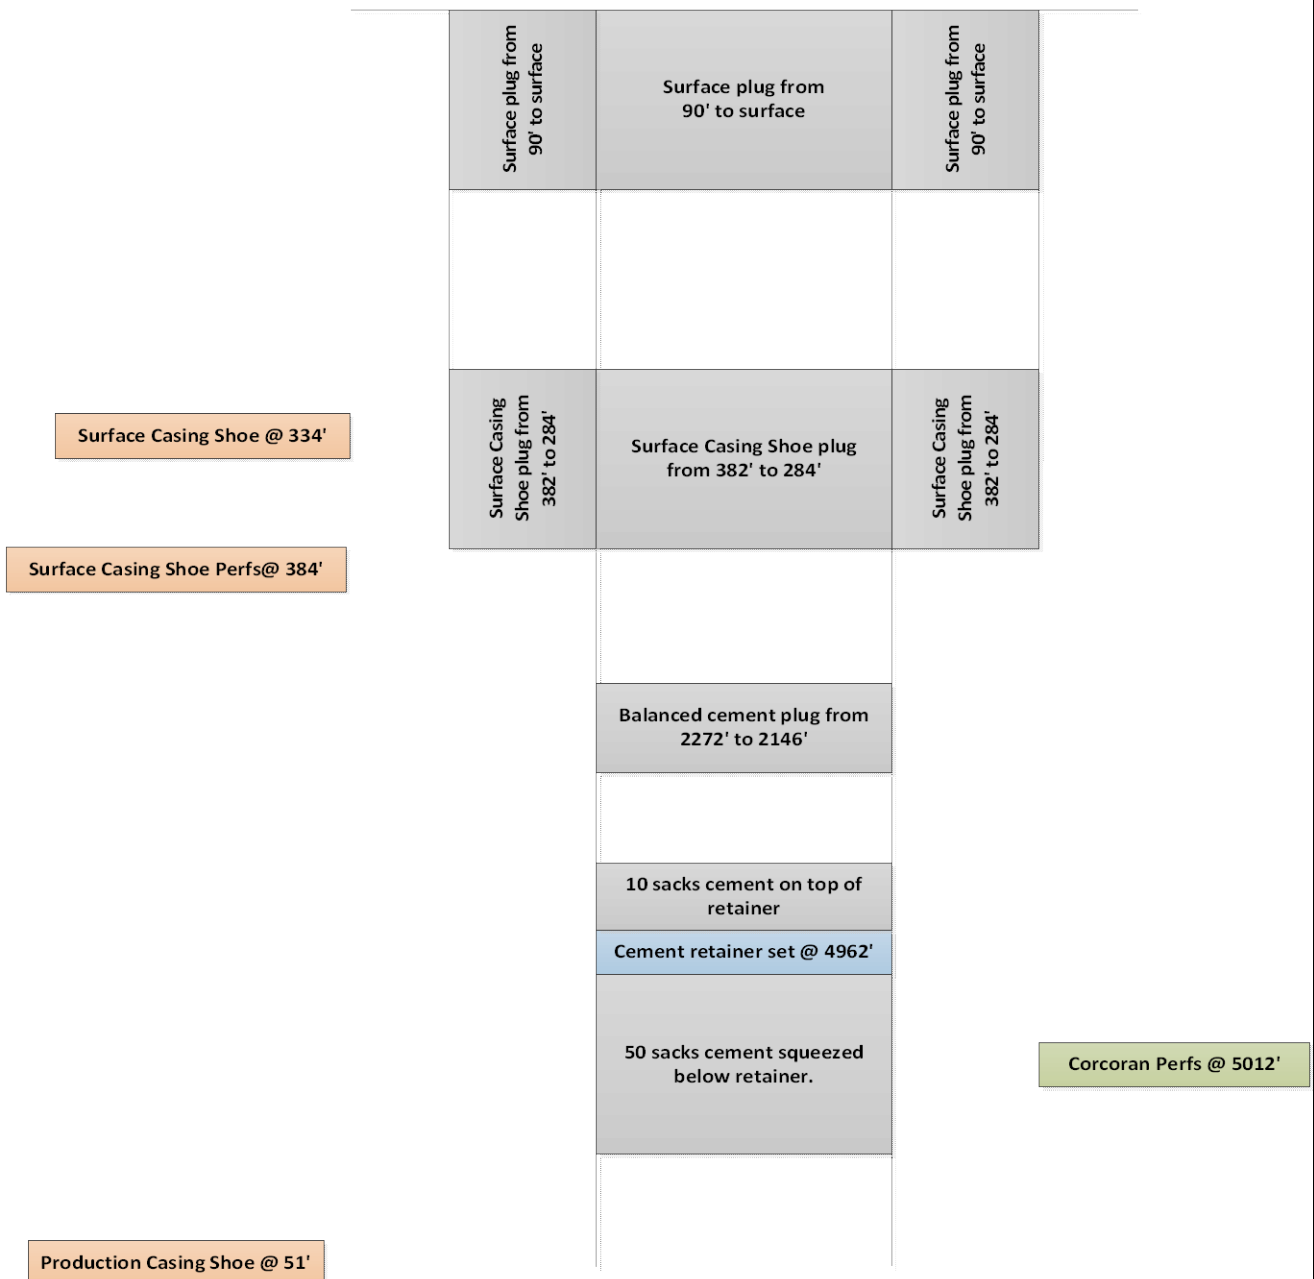 Surface plug from
90' to surface
Surface plug from
90' to surface
Surface plug from
90' to surface
Surface Casing Shoe @ 334'
Surface Casing
Shoe plug from
382' to 284'
Surface Casing Shoe plug
from 382' to 284'
Surface Casing
Shoe plug from
382' to 284'
Surface Casing Shoe Perfs@ 384'
Balanced cement plug from
2272' to 2146'
10 sacks cement on top of
retainer
Cement retainer set @ 4962'
50 sacks cement squeezed
below retainer.
Corcoran Perfs @ 5012'
Production Casing Shoe @ 51'